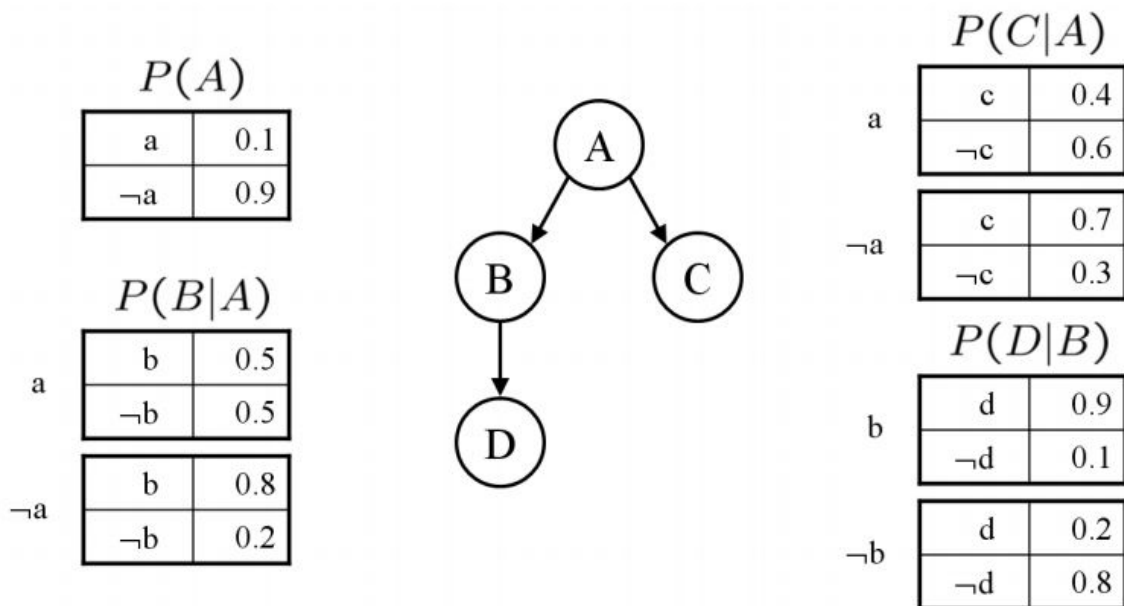 P(A)
a 0.1
¬a 0.9
P(B|A)
a
b 0.5
¬b 0.5
¬a
b 0.8
¬b 0.2
A
B
C
D
P(C|A)
a
c 0.4
¬c 0.6
¬a
c 0.7
¬c 0.3
P(D|B)
b
d 0.9
¬d 0.1
¬b
d 0.2
¬d 0.8